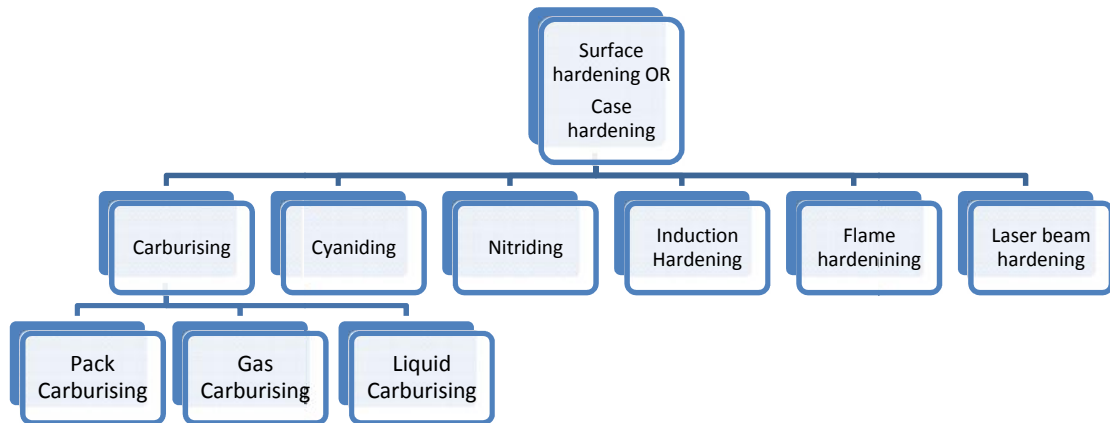 Surface
hardening OR
Case
hardening
Carburising
Cyaniding
Nitriding
Induction
Hardening
Flame
hardenining
Laser beam
hardening
Pack
Carburising
Gas
Carburising
Liquid
Carburising